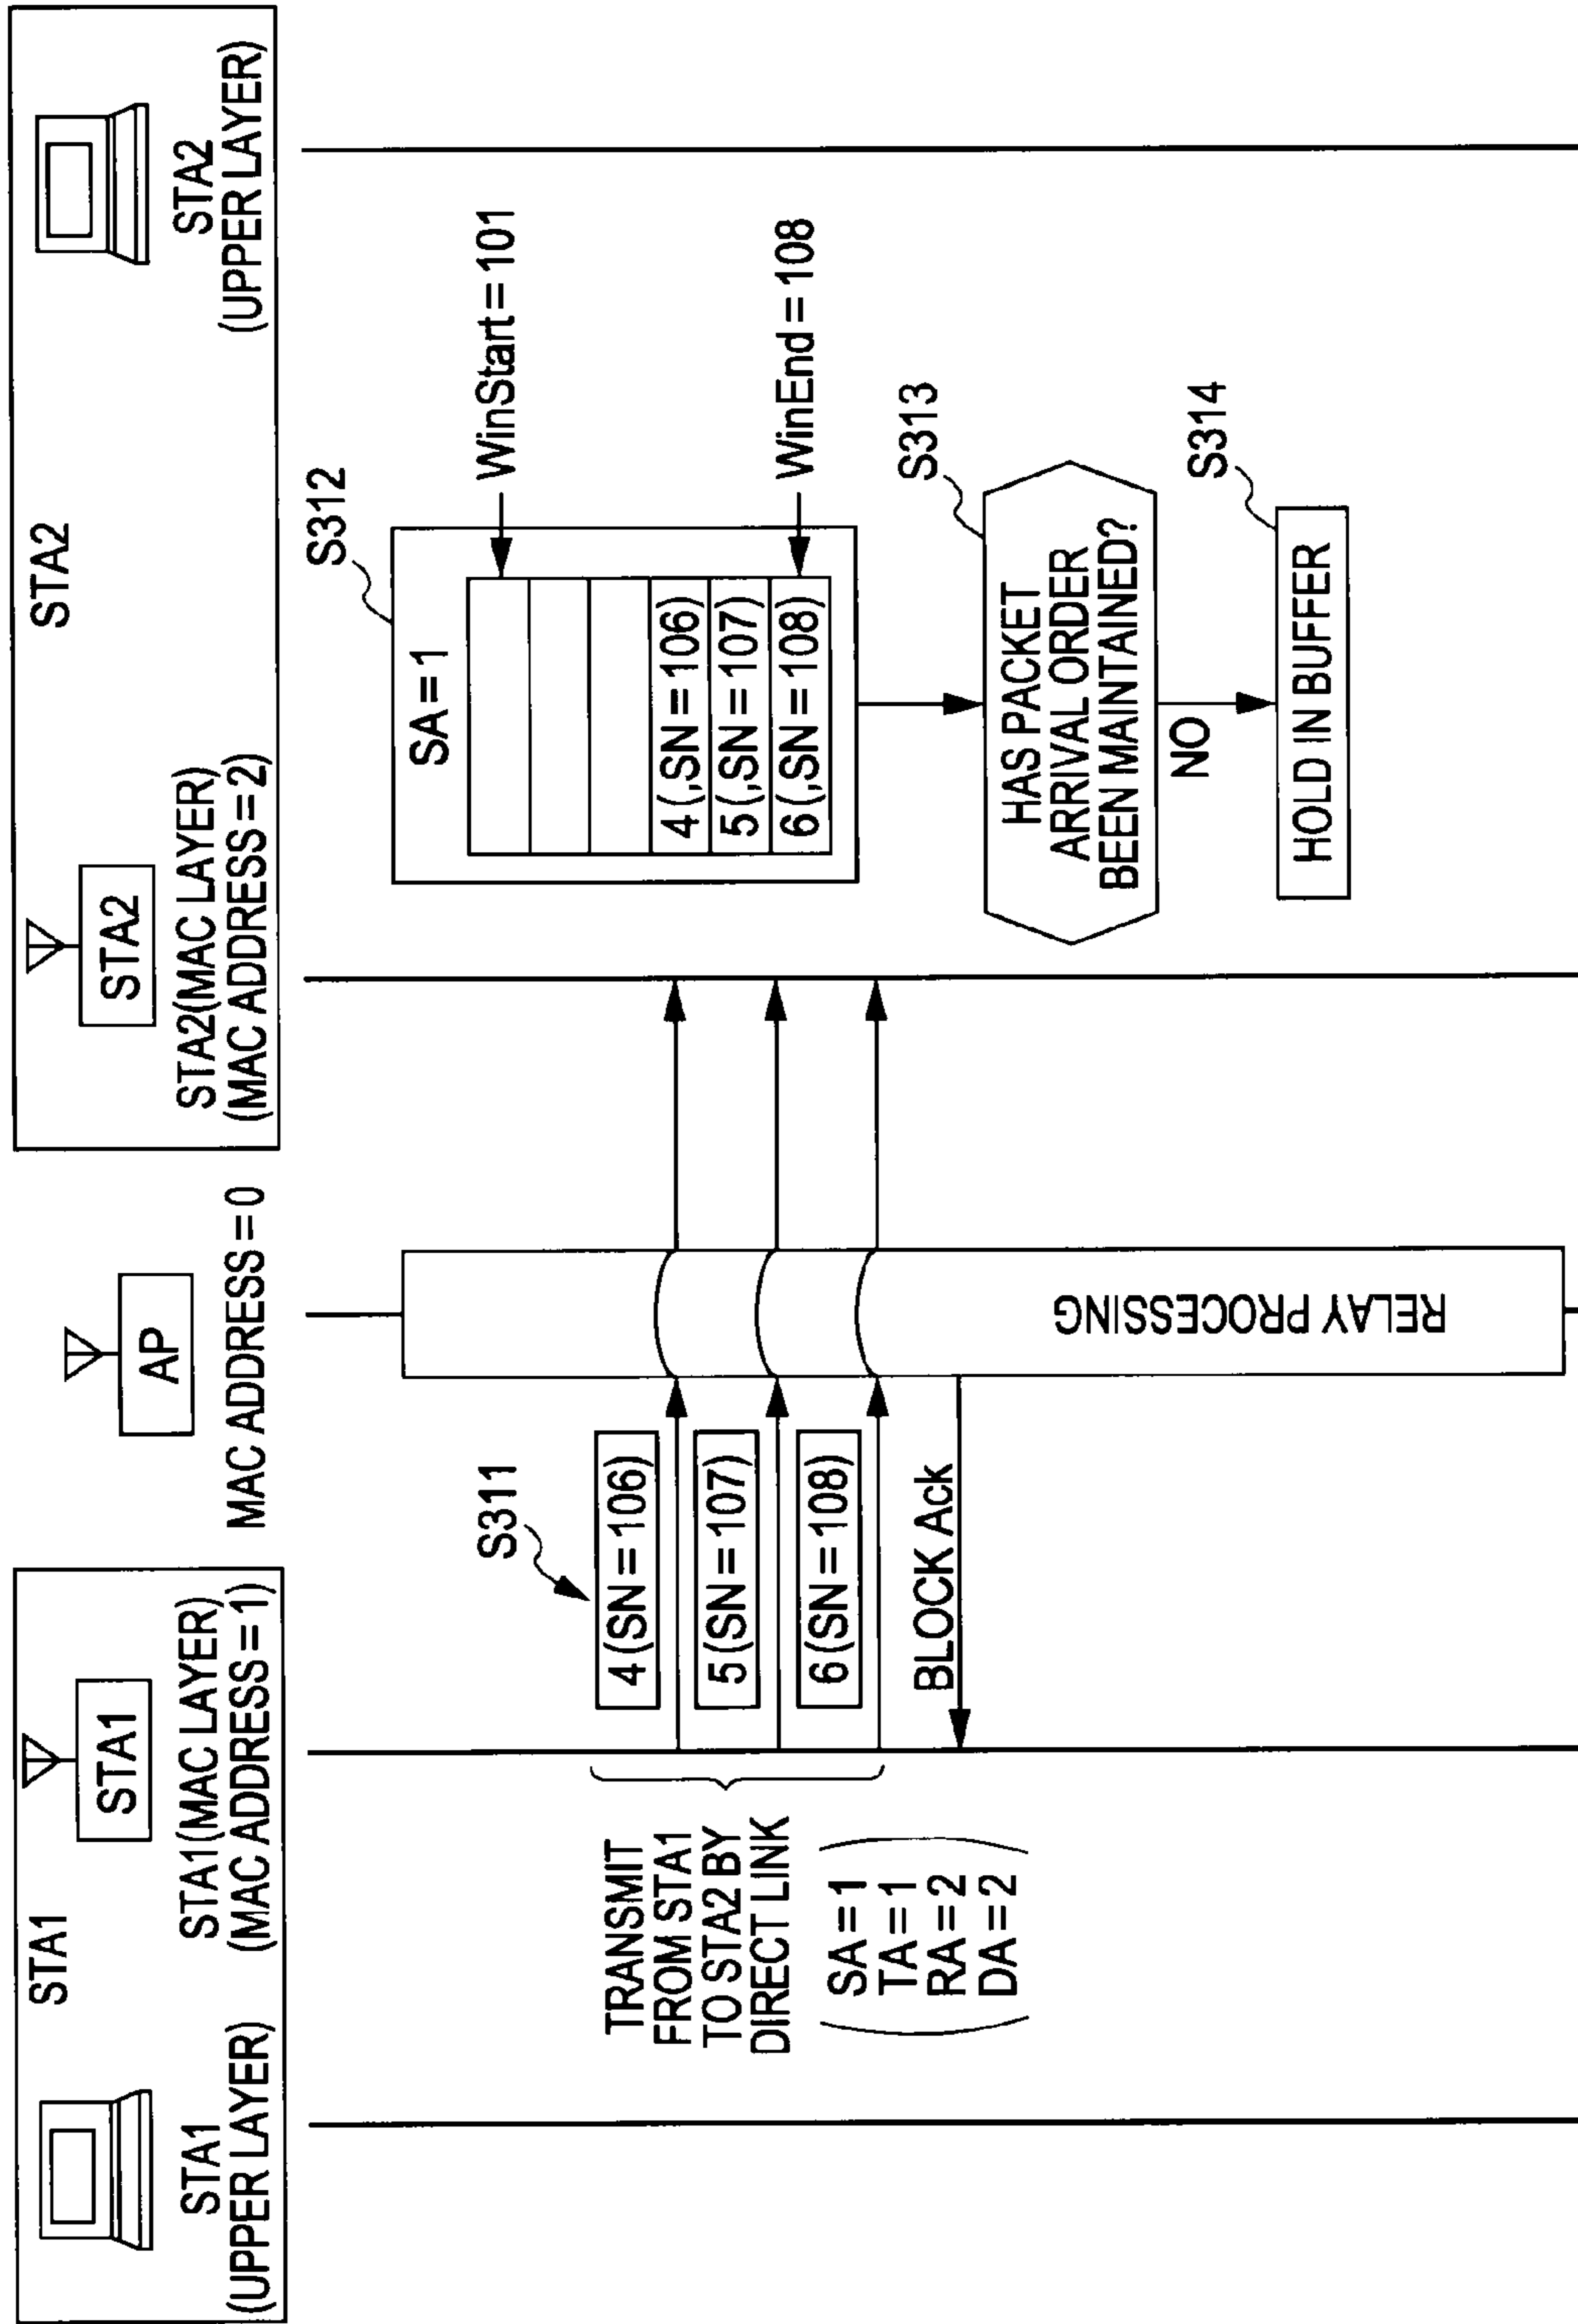 STA1
STA1
STA1
(UPPER LAYER)
STA1(MAC LAYER)
(MAC ADDRESS=1)
AP
MAC ADDRESS=0
STA2
STA2
STA2(MAC LAYER)
(MAC ADDRESS=2)
STA2
(UPPER LAYER)
TRANSMIT
FROM STA1
TO STA2 BY
DIRECT LINK
SA=1
TA=1
RA=2
DA=2
S311
4(SN=106)
5(SN=107)
6(SN=108)
BLOCK Ack
RELAY PROCESSING
S312
SA=1
4(,SN=106)
5(,SN=107)
6(,SN=108)
WinStart=101
WinEnd=108
S313
HAS PACKET
ARRIVAL ORDER
BEEN MAINTAINED?
NO
S314
HOLD IN BUFFER